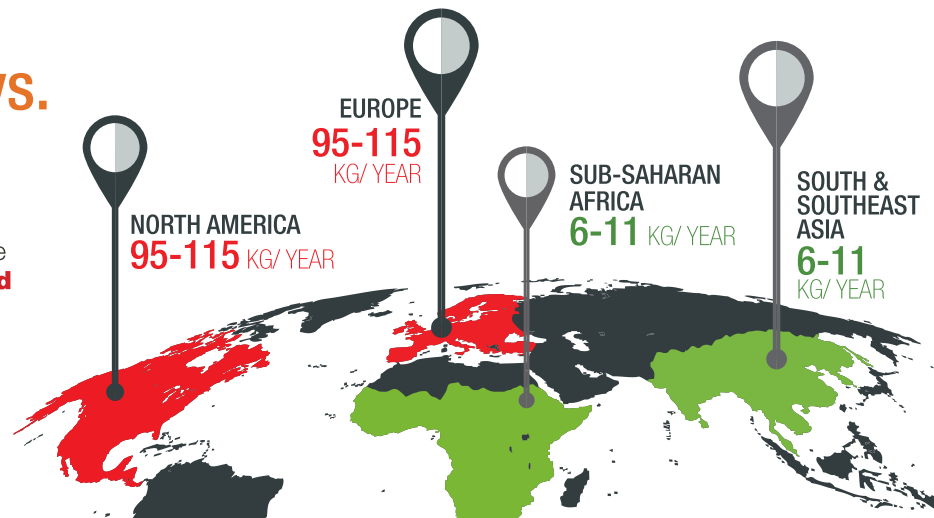 vs.
EUROPE
95-115
KG/ YEAR
NORTH AMERICA
95-115 KG/ YEAR
SUB-SAHARAN
AFRICA
6-11 KG/ YEAR
SOUTH &
SOUTHEAST
ASIA
6-11
KG/ YEAR